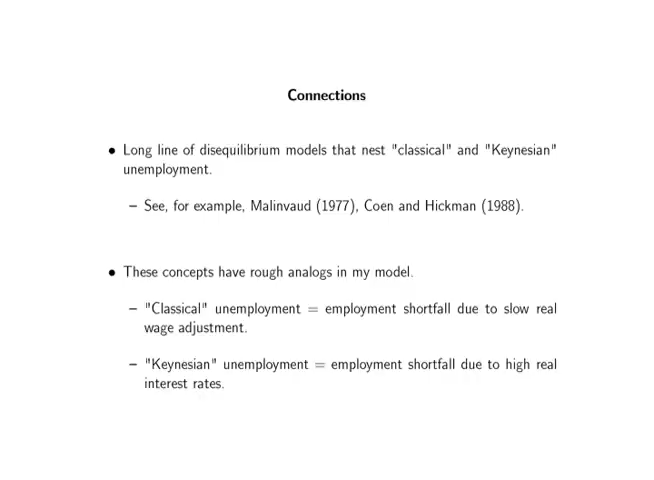 Connections
• Long line of disequilibrium models that nest "classical" and "Keynesian"
unemployment.
– See, for example, Malinvaud (1977), Coen and Hickman (1988).
• These concepts have rough analogs in my model.
– "Classical" unemployment = employment shortfall due to slow real
wage adjustment.
– "Keynesian" unemployment = employment shortfall due to high real
interest rates.